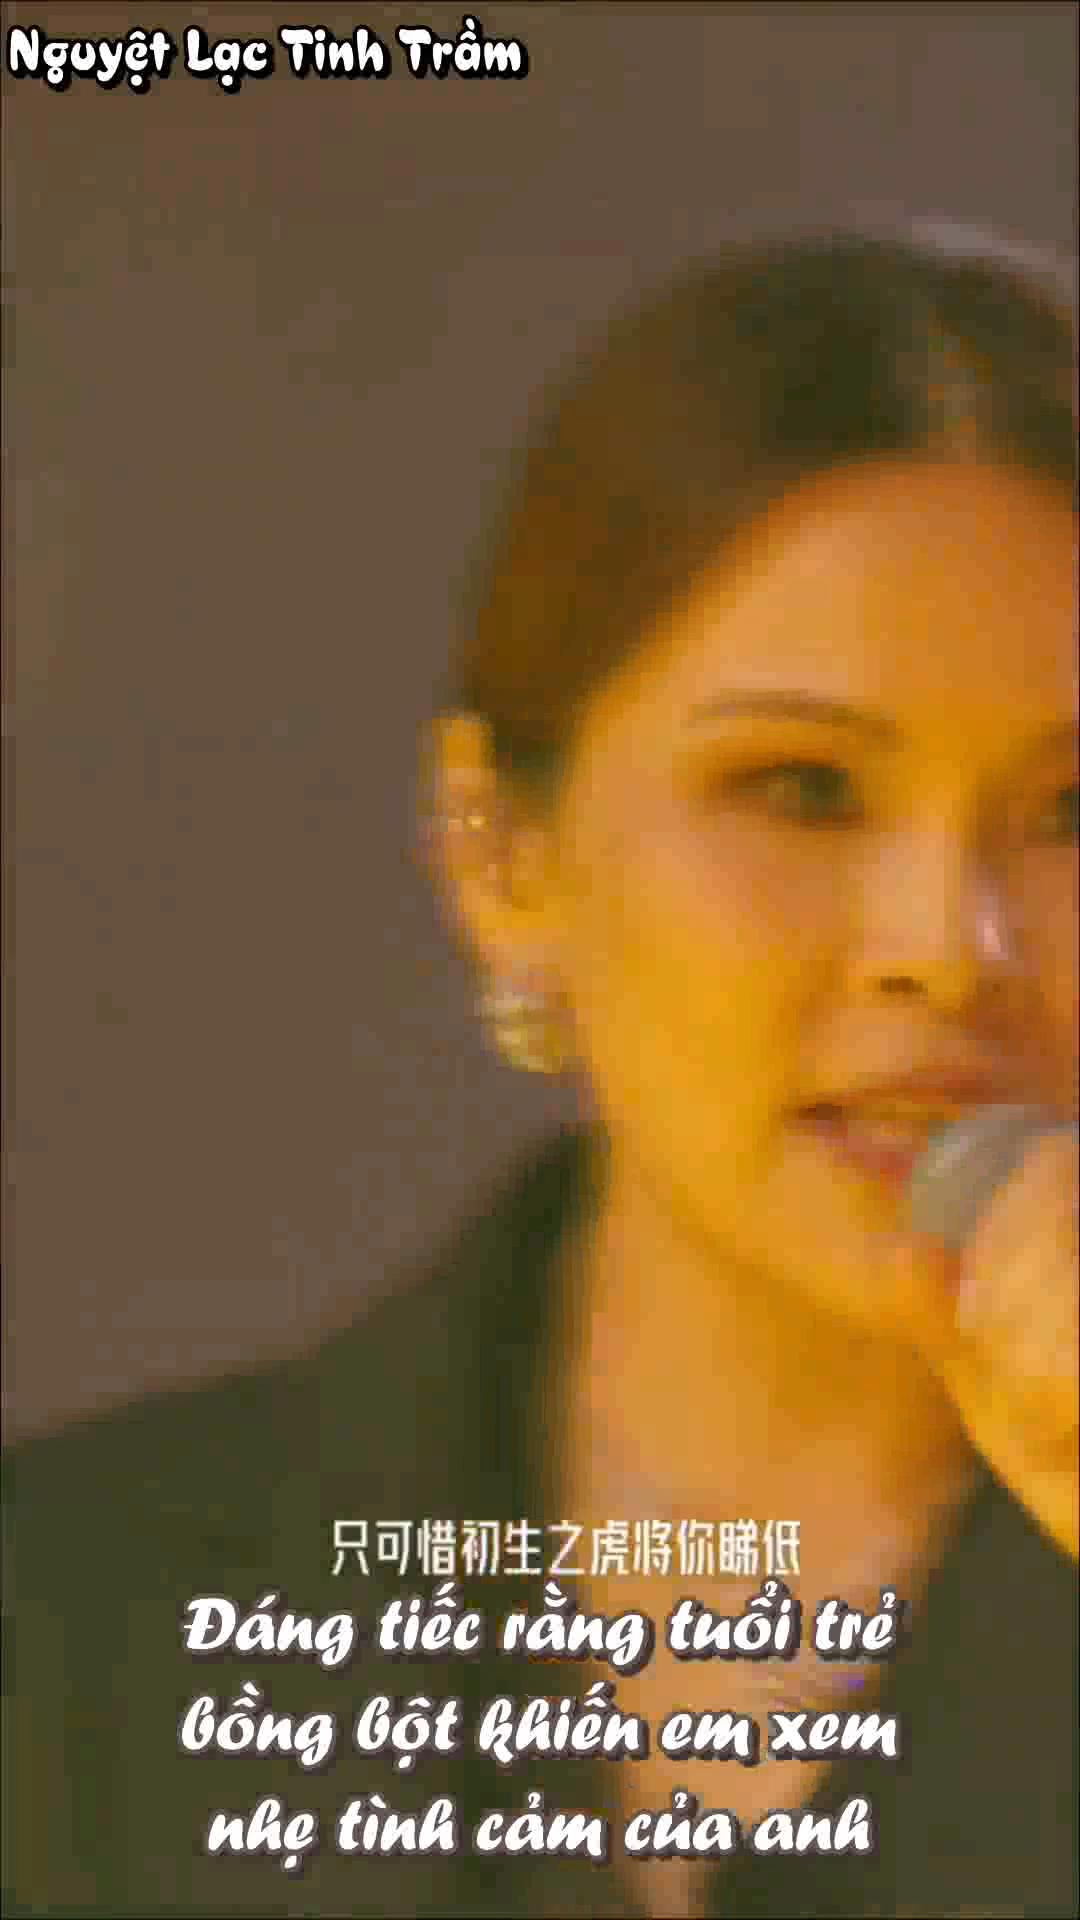 Nguyệt Lạc Tinh Trầm
只可惜初生之虎将你睇低
Đáng tiếc rằng tuổi trẻ
bồng bột khiến em xem
nhẹ tình cảm của anh